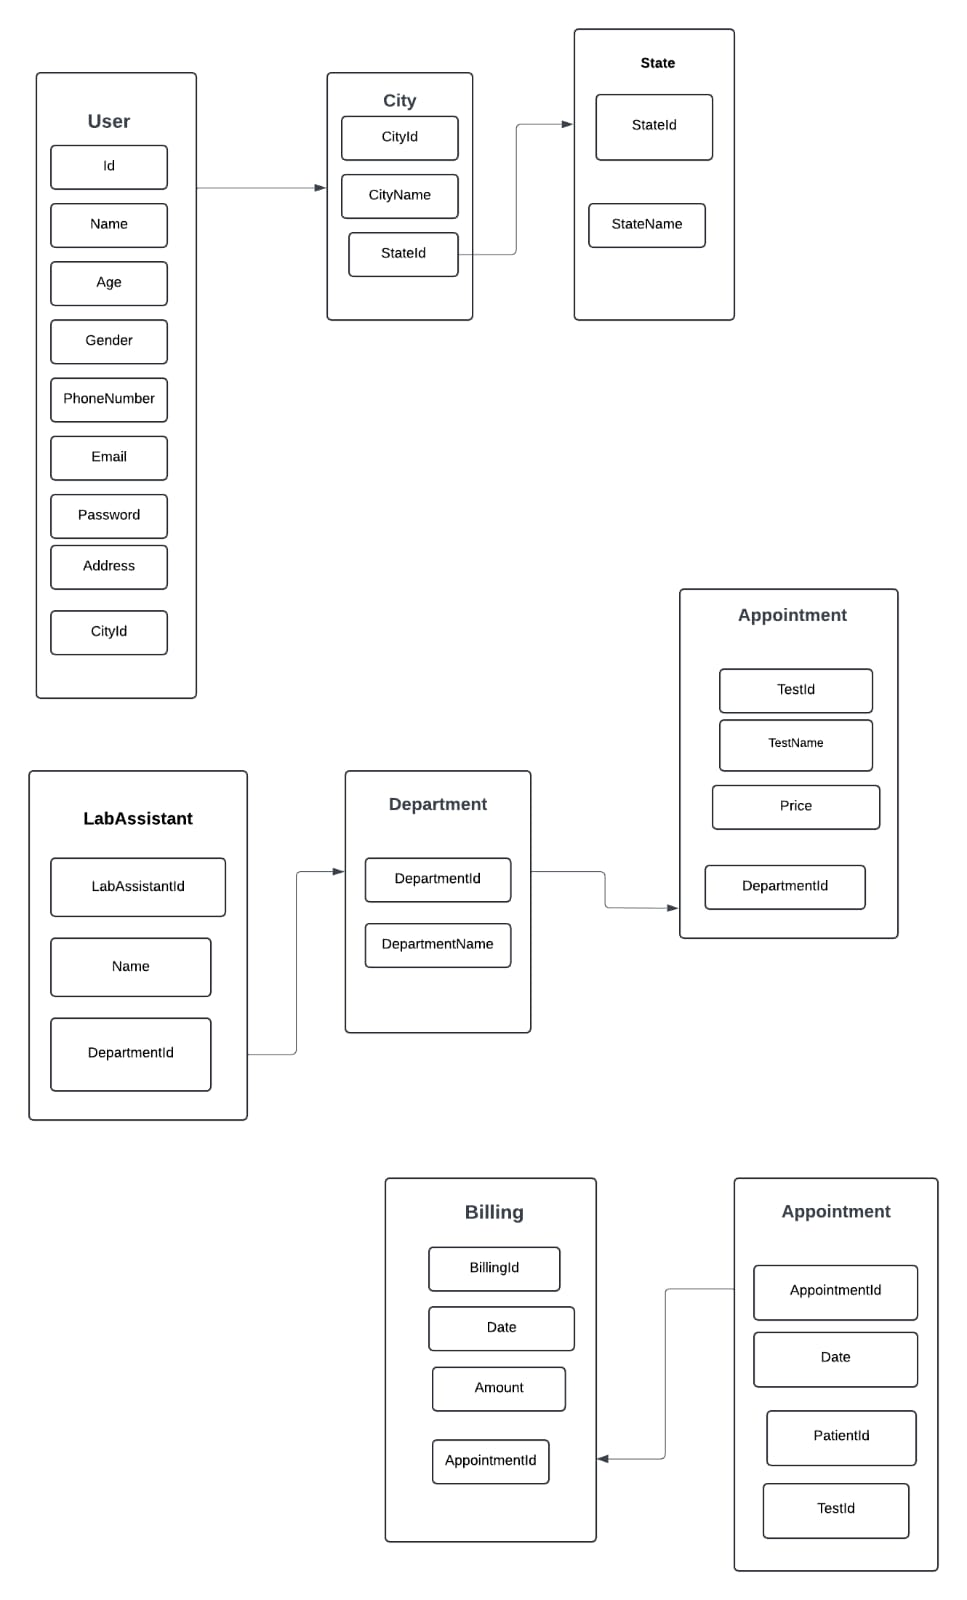 User
Id
Name
Age
Gender
PhoneNumber
Email
Password
Address
CityId
City
CityId
CityName
StateId
State
StateId
StateName
Appointment
TestId
TestName
Price
DepartmentId
LabAssistant
LabAssistantId
Name
DepartmentId
Department
DepartmentId
DepartmentName
Billing
BillingId
Date
Amount
AppointmentId
Appointment
AppointmentId
Date
PatientId
TestId